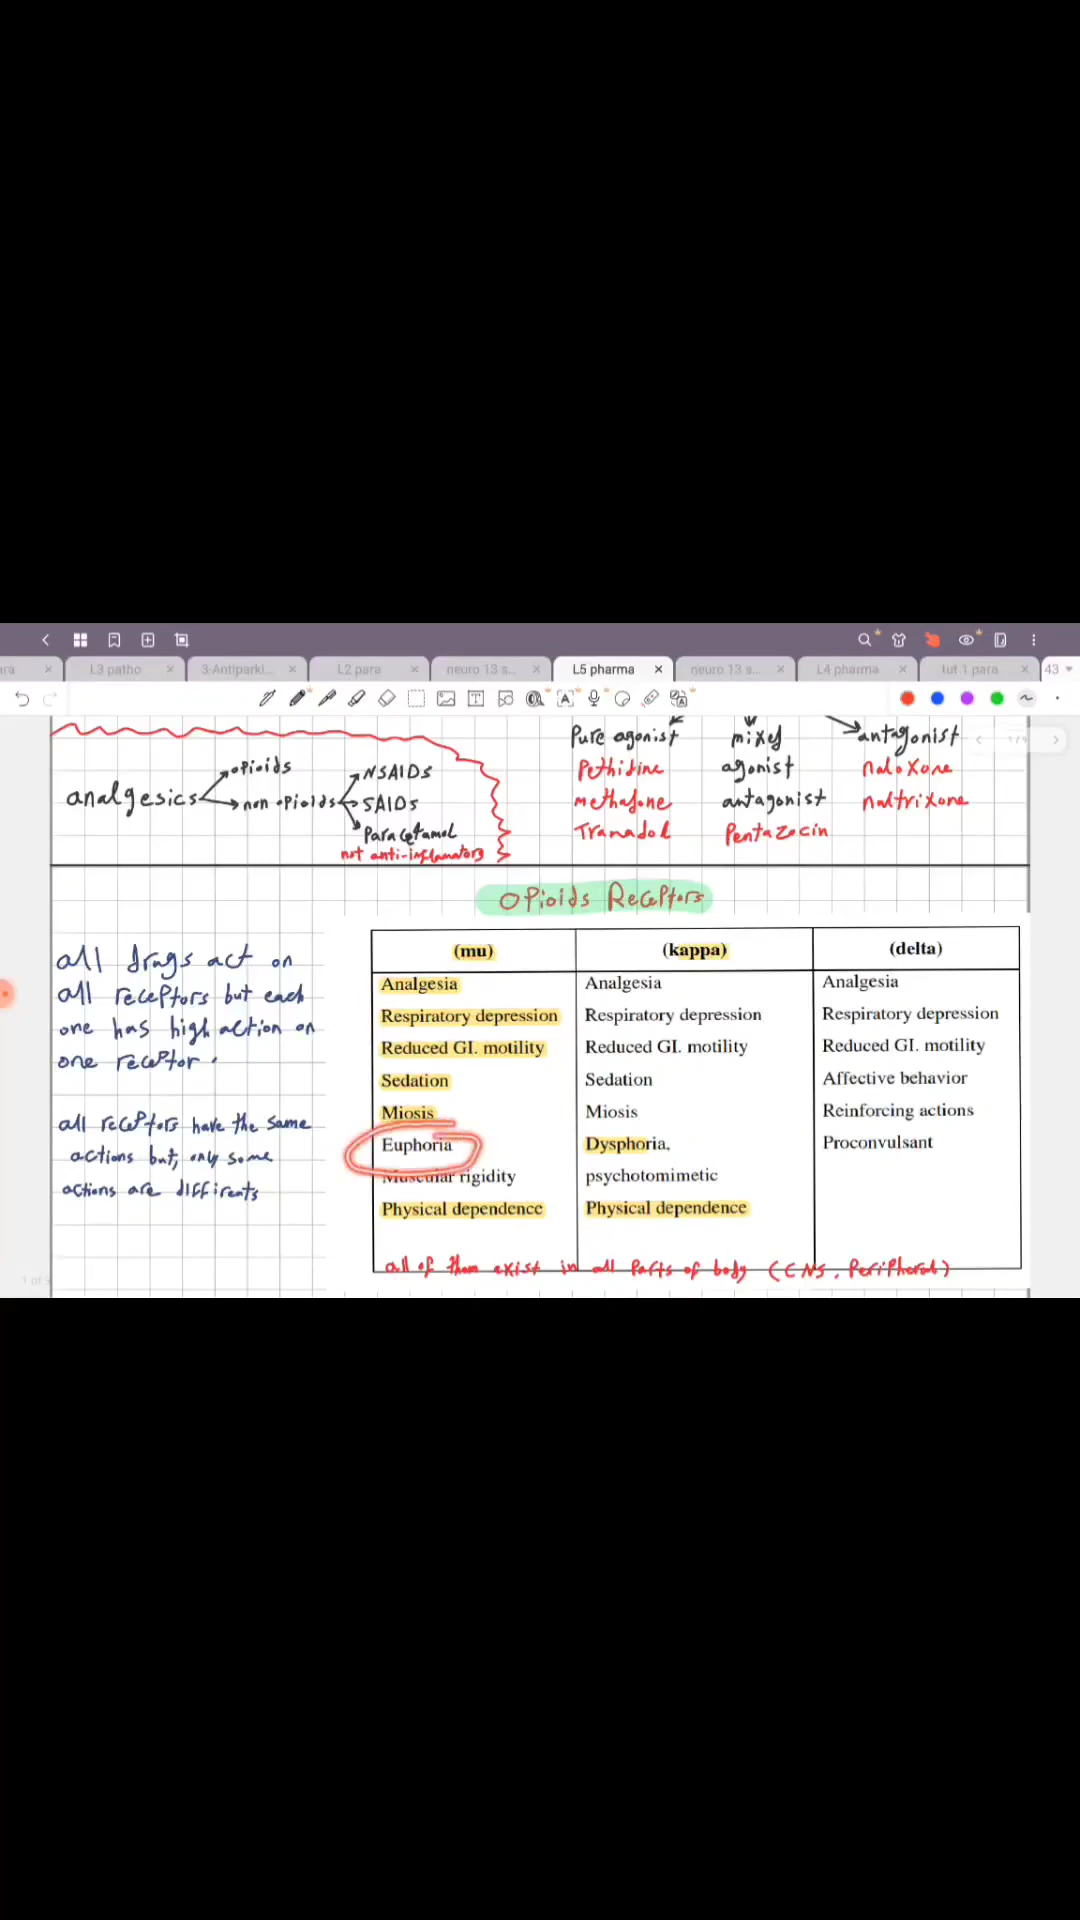 ara × L3 patho × 3-Antiparki... × L2 para × neuro 13 s... × L5 pharma × neuro 13 s... × L4 pharma × tut 1 para × 43
analgesics
opioids
non opioids
NSAIDs
SAIDs
Paracetamol
not anti-inflamatory
Pure agonist
Pethidine
methadone
Tramadol
mixed
agonist
antagonist
Pentazocin
antagonist
naloxone
naltrixone
Opioids Receptors
all drugs act on
all receptors but each
one has high action on
one receptor.
all receptors have the same
actions but, only some
actions are diffirents
(mu) (kappa) (delta)
Analgesia Analgesia Analgesia
Respiratory depression Respiratory depression Respiratory depression
Reduced GI. motility Reduced GI. motility Reduced GI. motility
Sedation Sedation Affective behavior
Miosis Miosis Reinforcing actions
Euphoria Dysphoria, Proconvulsant
Muscular rigidity psychotomimetic
Physical dependence Physical dependence
all of them exist in all parts of body (CNS, Peripheral)